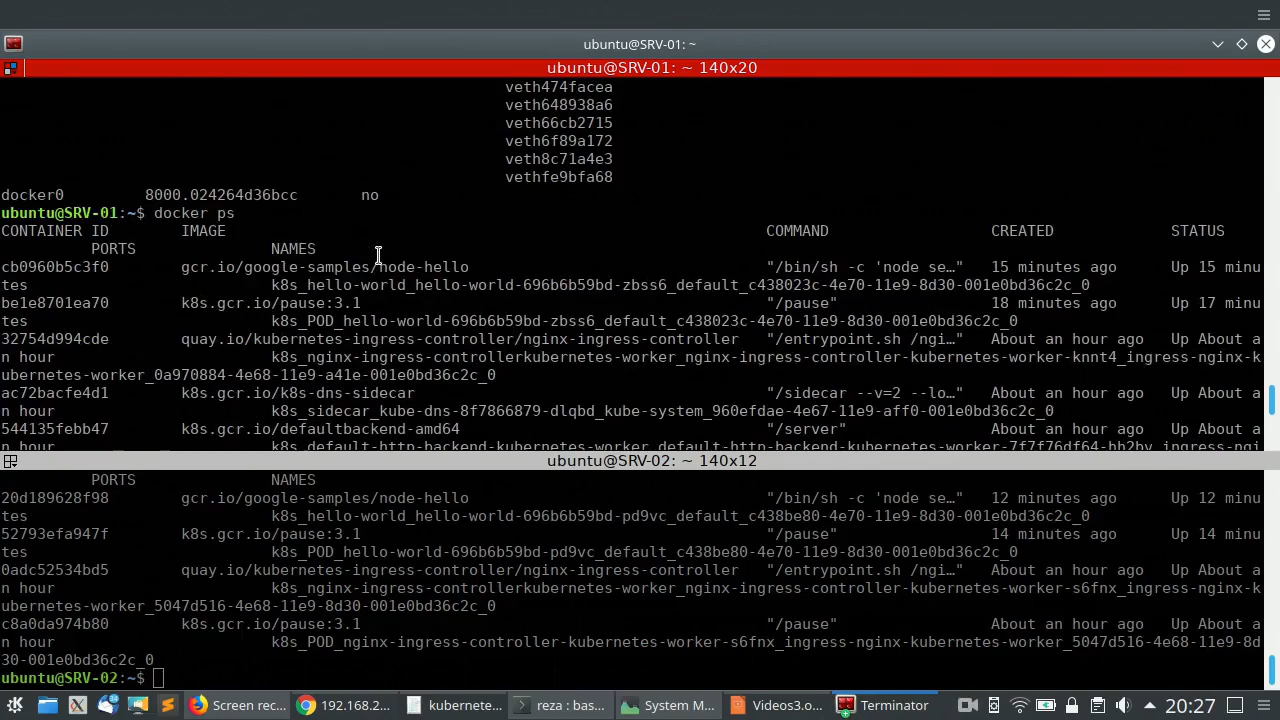 ubuntu@SRV-01: ~
ubuntu@SRV-01: ~ 140x20
veth474facea
veth648938a6
veth66cb2715
veth6f89a172
veth8c71a4e3
vethfe9bfa68
docker0 8000.024264d36bcc no
ubuntu@SRV-01:~$ docker ps
CONTAINER ID IMAGE COMMAND CREATED STATUS
PORTS NAMES
cb0960b5c3f0 gcr.io/google-samples/node-hello "/bin/sh -c 'node se…" 15 minutes ago Up 15 minu
tes k8s_hello-world_hello-world-696b6b59bd-zbss6_default_c438023c-4e70-11e9-8d30-001e0bd36c2c_0
be1e8701ea70 k8s.gcr.io/pause:3.1 "/pause" 18 minutes ago Up 17 minu
tes k8s_POD_hello-world-696b6b59bd-zbss6_default_c438023c-4e70-11e9-8d30-001e0bd36c2c_0
32754d994cde quay.io/kubernetes-ingress-controller/nginx-ingress-controller "/entrypoint.sh /ngi…" About an hour ago Up About a
n hour k8s_nginx-ingress-controllerkubernetes-worker_nginx-ingress-controller-kubernetes-worker-knnt4_ingress-nginx-k
ubernetes-worker_0a970884-4e68-11e9-a41e-001e0bd36c2c_0
ac72bacfe4d1 k8s.gcr.io/k8s-dns-sidecar "/sidecar --v=2 --lo…" About an hour ago Up About a
n hour k8s_sidecar_kube-dns-8f7866879-dlqbd_kube-system_960efdae-4e67-11e9-aff0-001e0bd36c2c_0
544135febb47 k8s.gcr.io/defaultbackend-amd64 "/server" About an hour ago Up About a
n hour k8s_default-http-backend-kubernetes-worker_default-http-backend-kubernetes-worker-7f7f76df64-hh2bv_ingress-ngi
ubuntu@SRV-02: ~ 140x12
PORTS NAMES
20d189628f98 gcr.io/google-samples/node-hello "/bin/sh -c 'node se…" 12 minutes ago Up 12 minu
tes k8s_hello-world_hello-world-696b6b59bd-pd9vc_default_c438be80-4e70-11e9-8d30-001e0bd36c2c_0
52793efa947f k8s.gcr.io/pause:3.1 "/pause" 14 minutes ago Up 14 minu
tes k8s_POD_hello-world-696b6b59bd-pd9vc_default_c438be80-4e70-11e9-8d30-001e0bd36c2c_0
0adc52534bd5 quay.io/kubernetes-ingress-controller/nginx-ingress-controller "/entrypoint.sh /ngi…" About an hour ago Up About a
n hour k8s_nginx-ingress-controllerkubernetes-worker_nginx-ingress-controller-kubernetes-worker-s6fnx_ingress-nginx-k
ubernetes-worker_5047d516-4e68-11e9-8d30-001e0bd36c2c_0
c8a0da974b80 k8s.gcr.io/pause:3.1 "/pause" About an hour ago Up About a
n hour k8s_POD_nginx-ingress-controller-kubernetes-worker-s6fnx_ingress-nginx-kubernetes-worker_5047d516-4e68-11e9-8d
30-001e0bd36c2c_0
ubuntu@SRV-02:~$
Screen rec... 192.168.2... kubernete... reza : bas... System M... Videos3.o... Terminator 20:27